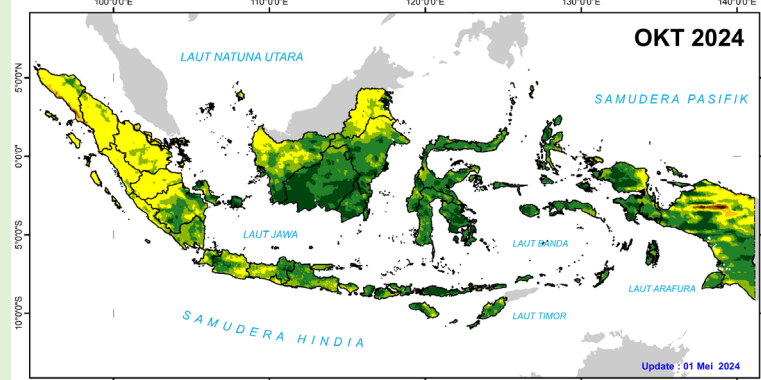 100°0'0"E 110°0'0"E 120°0'0"E 130°0'0"E 140°0'0"E
OKT 2024
LAUT NATUNA UTARA
5°0'0"N
SAMUDERA PASIFIK
0°0'0"
LAUT JAWA
LAUT BANDA
5°0'0"S
LAUT ARAFURA
10°0'0"S
SAMUDERA HINDIA
LAUT TIMOR
Update : 01 Mei 2024